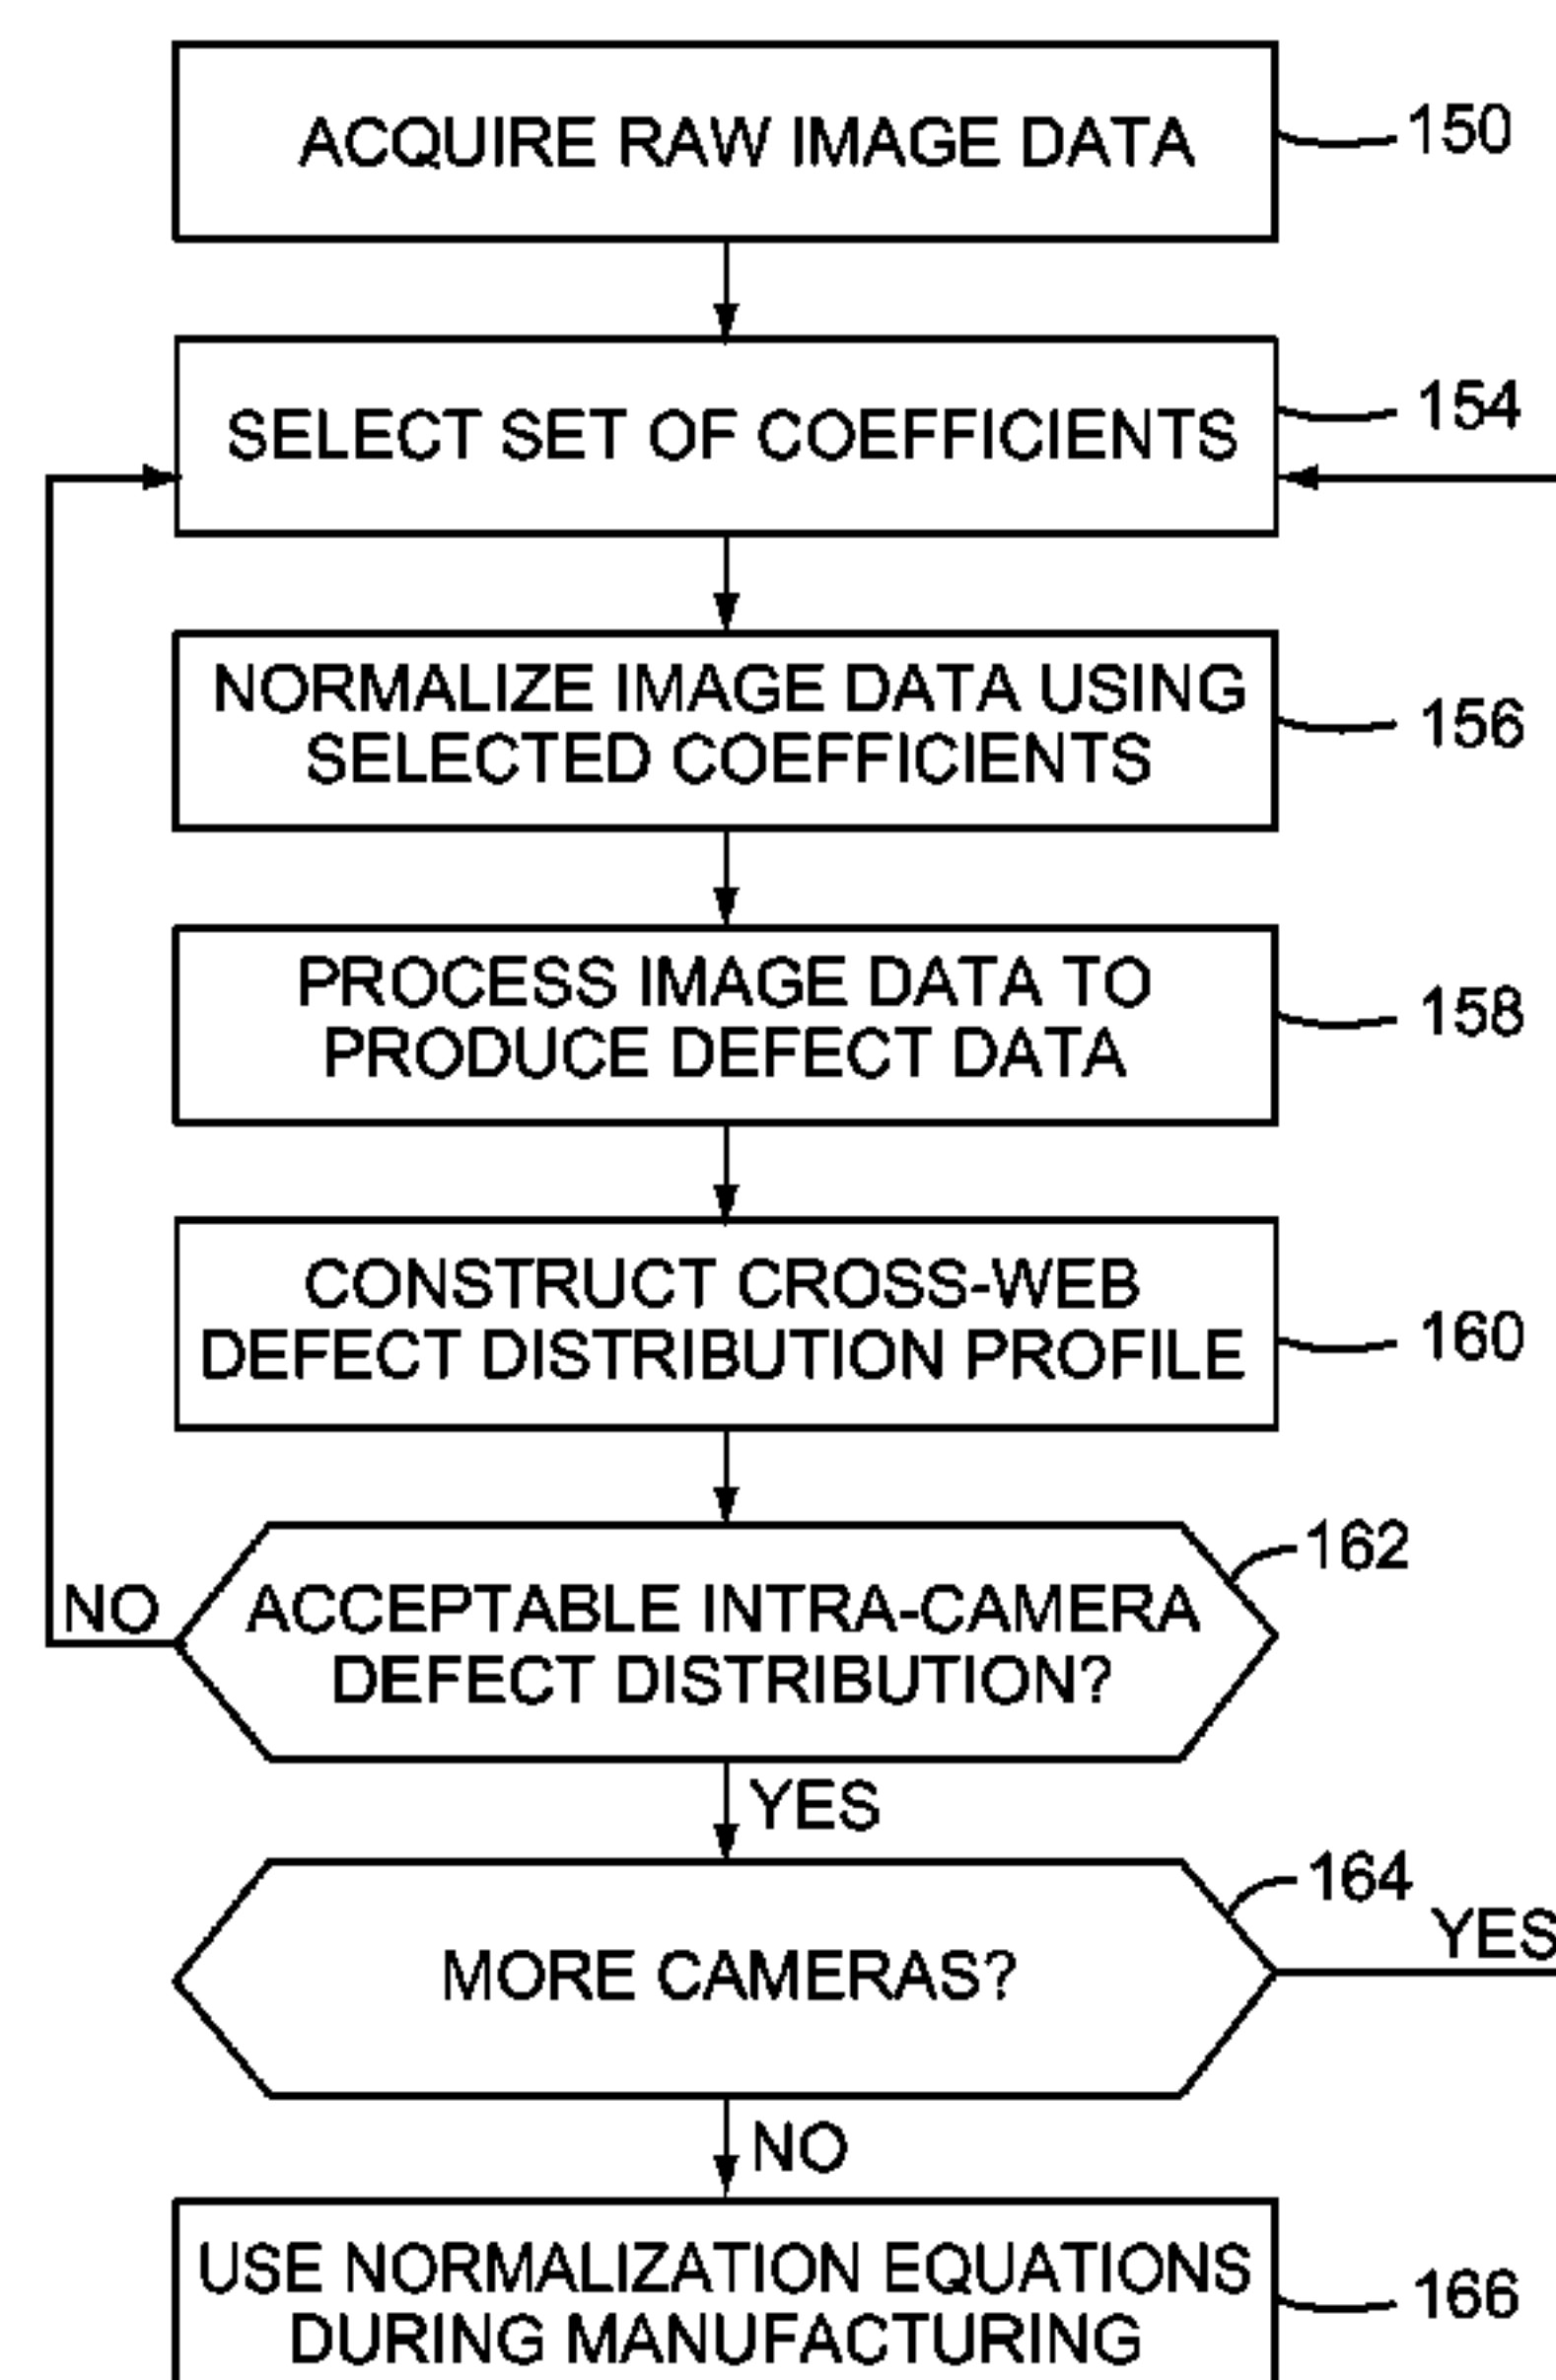 ACQUIRE RAW IMAGE DATA
150
SELECT SET OF COEFFICIENTS
154
NORMALIZE IMAGE DATA USING
SELECTED COEFFICIENTS
156
PROCESS IMAGE DATA TO
PRODUCE DEFECT DATA
158
CONSTRUCT CROSS-WEB
DEFECT DISTRIBUTION PROFILE
160
162
NO
ACCEPTABLE INTRA-CAMERA
DEFECT DISTRIBUTION?
YES
164
YES
MORE CAMERAS?
NO
USE NORMALIZATION EQUATIONS
DURING MANUFACTURING
166